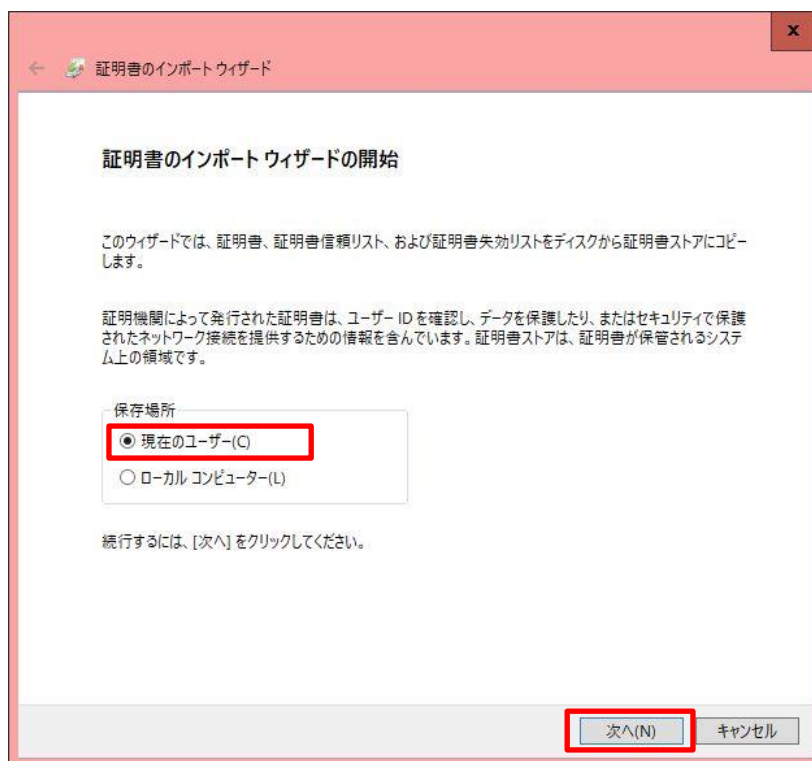 x
証明書のインポート ウィザード
証明書のインポート ウィザードの開始
このウィザードでは、証明書、証明書信頼リスト、および証明書失効リストをディスクから証明書ストアにコピー
します。
証明機関によって発行された証明書は、ユーザー ID を確認し、データを保護したり、またはセキュリティで保護
されたネットワーク接続を提供するための情報を含んでいます。証明書ストアは、証明書が保管されるシステ
ム上の領域です。
保存場所
現在のユーザー(C)
ローカル コンピューター(L)
続行するには、[次へ] をクリックしてください。
次へ(N) キャンセル